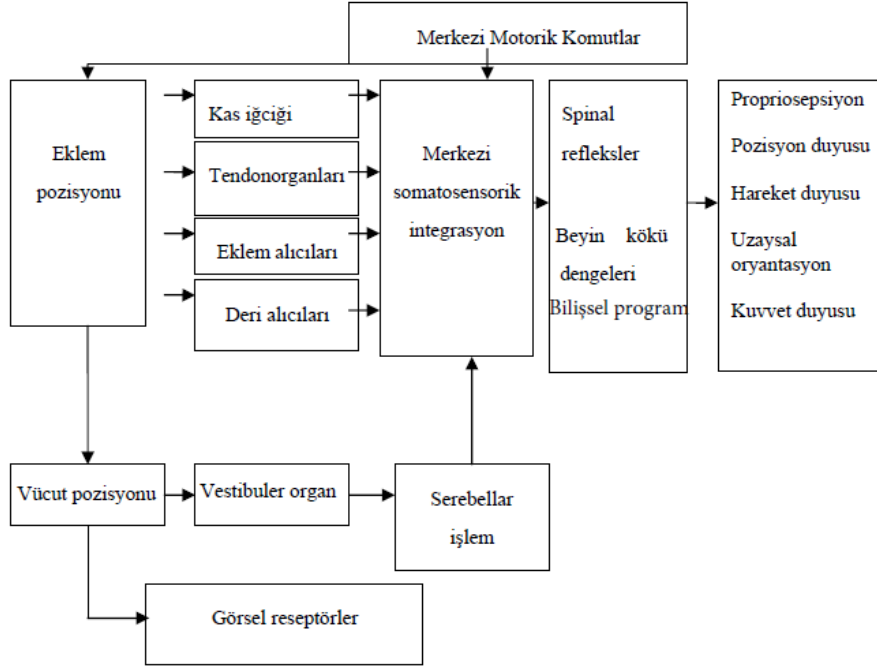 Merkezi Motorik Komutlar
Eklem
pozisyonu
Kas iğciği
Tendonorganları
Eklem alıcıları
Deri alıcıları
Merkezi
somatosensorik
integrasyon
Spinal
refleksler
Beyin kökü
dengeleri
Bilişsel program
Propriosepsiyon
Pozisyon duyusu
Hareket duyusu
Uzaysal
oryantasyon
Kuvvet duyusu
Vücut pozisyonu
Vestibuler organ
Serebellar
işlem
Görsel reseptörler